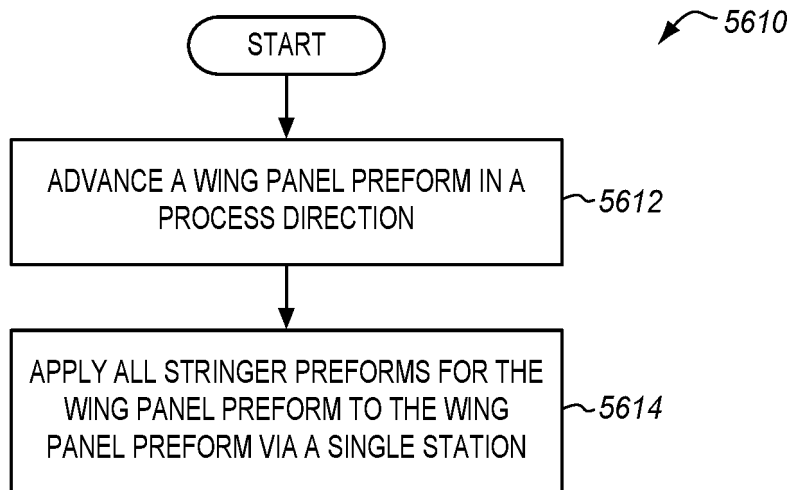 START
5610
ADVANCE A WING PANEL PREFORM IN A
PROCESS DIRECTION
5612
APPLY ALL STRINGER PREFORMS FOR THE
WING PANEL PREFORM TO THE WING
PANEL PREFORM VIA A SINGLE STATION
5614